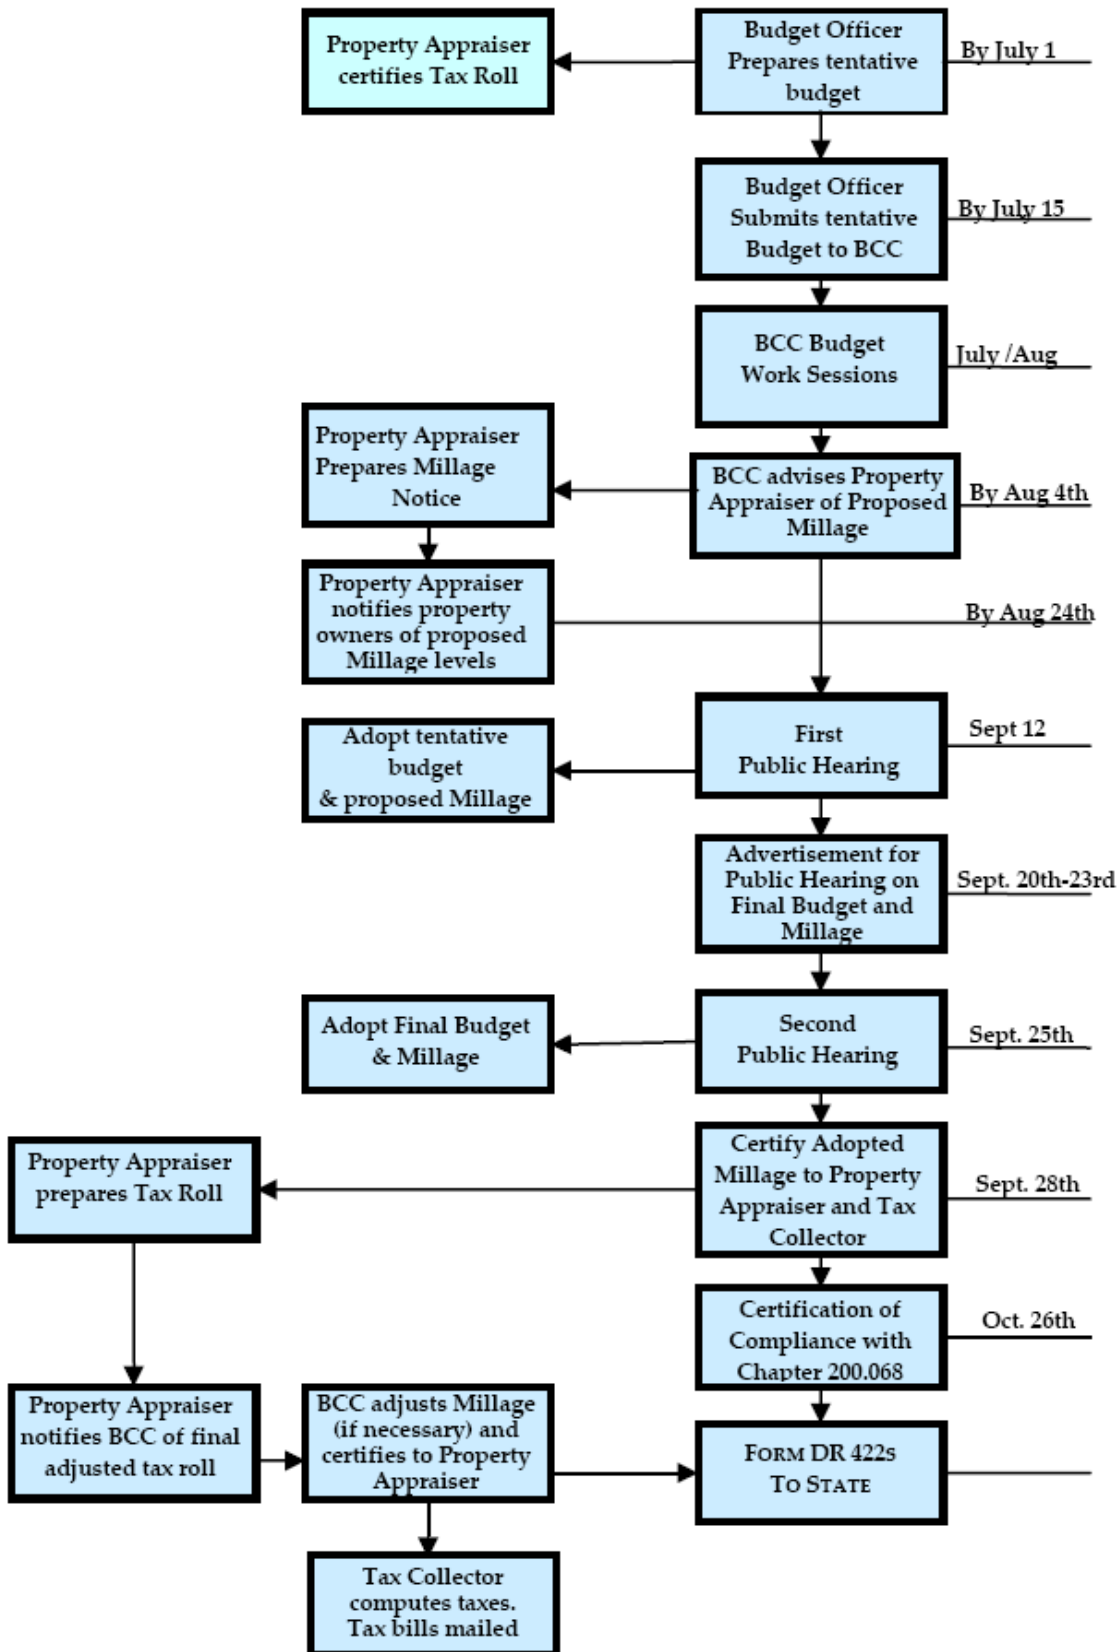 Property Appraiser
certifies Tax Roll
Budget Officer
Prepares tentative
budget
By July 1
Budget Officer
Submits tentative
Budget to BCC
By July 15
BCC Budget
Work Sessions
July /Aug
Property Appraiser
Prepares Millage
Notice
BCC advises Property
Appraiser of Proposed
Millage
By Aug 4th
Property Appraiser
notifies property
owners of proposed
Millage levels
By Aug 24th
Adopt tentative
budget
& proposed Millage
First
Public Hearing
Sept 12
Advertisement for
Public Hearing on
Final Budget and
Millage
Sept. 20th-23rd
Adopt Final Budget
& Millage
Second
Public Hearing
Sept. 25th
Property Appraiser
prepares Tax Roll
Certify Adopted
Millage to Property
Appraiser and Tax
Collector
Sept. 28th
Certification of
Compliance with
Chapter 200.068
Oct. 26th
Property Appraiser
notifies BCC of final
adjusted tax roll
BCC adjusts Millage
(if necessary) and
certifies to Property
Appraiser
FORM DR 422S
TO STATE
Tax Collector
computes taxes.
Tax bills mailed